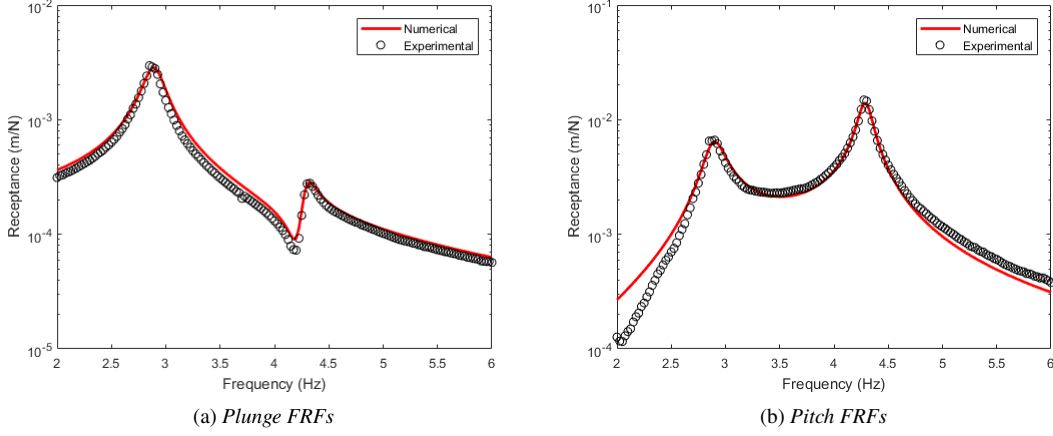 10^-2
10^-3
10^-4
10^-5
Receptance (m/N)
Numerical
Experimental
2 2.5 3 3.5 4 4.5 5 5.5 6
Frequency (Hz)
(a) Plunge FRFs
10^-1
10^-2
10^-3
10^-4
Receptance (m/N)
Numerical
Experimental
2 2.5 3 3.5 4 4.5 5 5.5 6
Frequency (Hz)
(b) Pitch FRFs